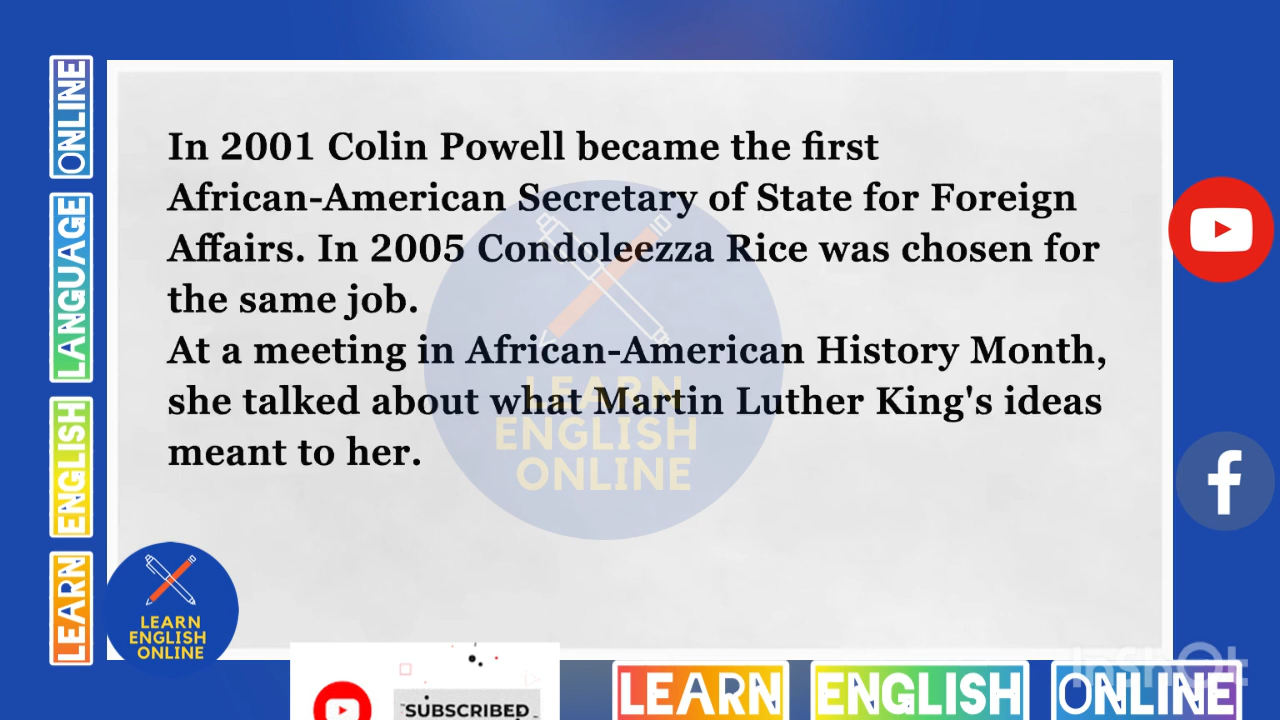 In 2001 Colin Powell became the first
African-American Secretary of State for Foreign
Affairs. In 2005 Condoleezza Rice was chosen for
the same job.
At a meeting in African-American History Month,
she talked about what Martin Luther King's ideas
meant to her.
LEARN
ENGLISH
ONLINE
LEARN ENGLISH LANGUAGE ONLINE
LEARN
ENGLISH
ONLINE
SUBSCRIBED
LEARN ENGLISH ONLINE
InShOt